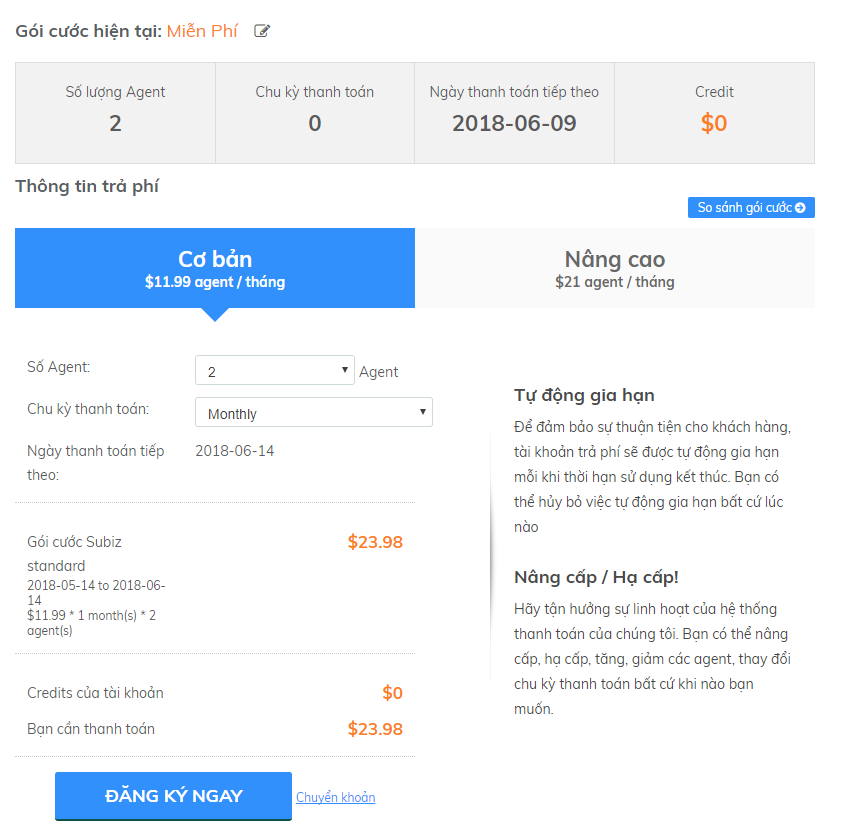 Gói cước hiện tại: Miễn Phí
Số lượng Agent
2
Chu kỳ thanh toán
0
Ngày thanh toán tiếp theo
2018-06-09
Credit
$0
Thông tin trả phí
So sánh gói cước
Cơ bản
$11.99 agent / tháng
Nâng cao
$21 agent / tháng
Số Agent:
2
Agent
Chu kỳ thanh toán:
Monthly
Ngày thanh toán tiếp
theo:
2018-06-14
Gói cước Subiz
standard
$23.98
2018-05-14 to 2018-06-
14
$11.99 * 1 month(s) * 2
agent(s)
Credits của tài khoản
$0
Bạn cần thanh toán
$23.98
ĐĂNG KÝ NGAY
Chuyển khoản
Tự động gia hạn
Để đảm bảo sự thuận tiện cho khách hàng,
tài khoản trả phí sẽ được tự động gia hạn
mỗi khi thời hạn sử dụng kết thúc. Bạn có
thể hủy bỏ việc tự động gia hạn bất cứ lúc
nào
Nâng cấp / Hạ cấp!
Hãy tận hưởng sự linh hoạt của hệ thống
thanh toán của chúng tôi. Bạn có thể nâng
cấp, hạ cấp, tăng, giảm các agent, thay đổi
chu kỳ thanh toán bất cứ khi nào bạn
muốn.